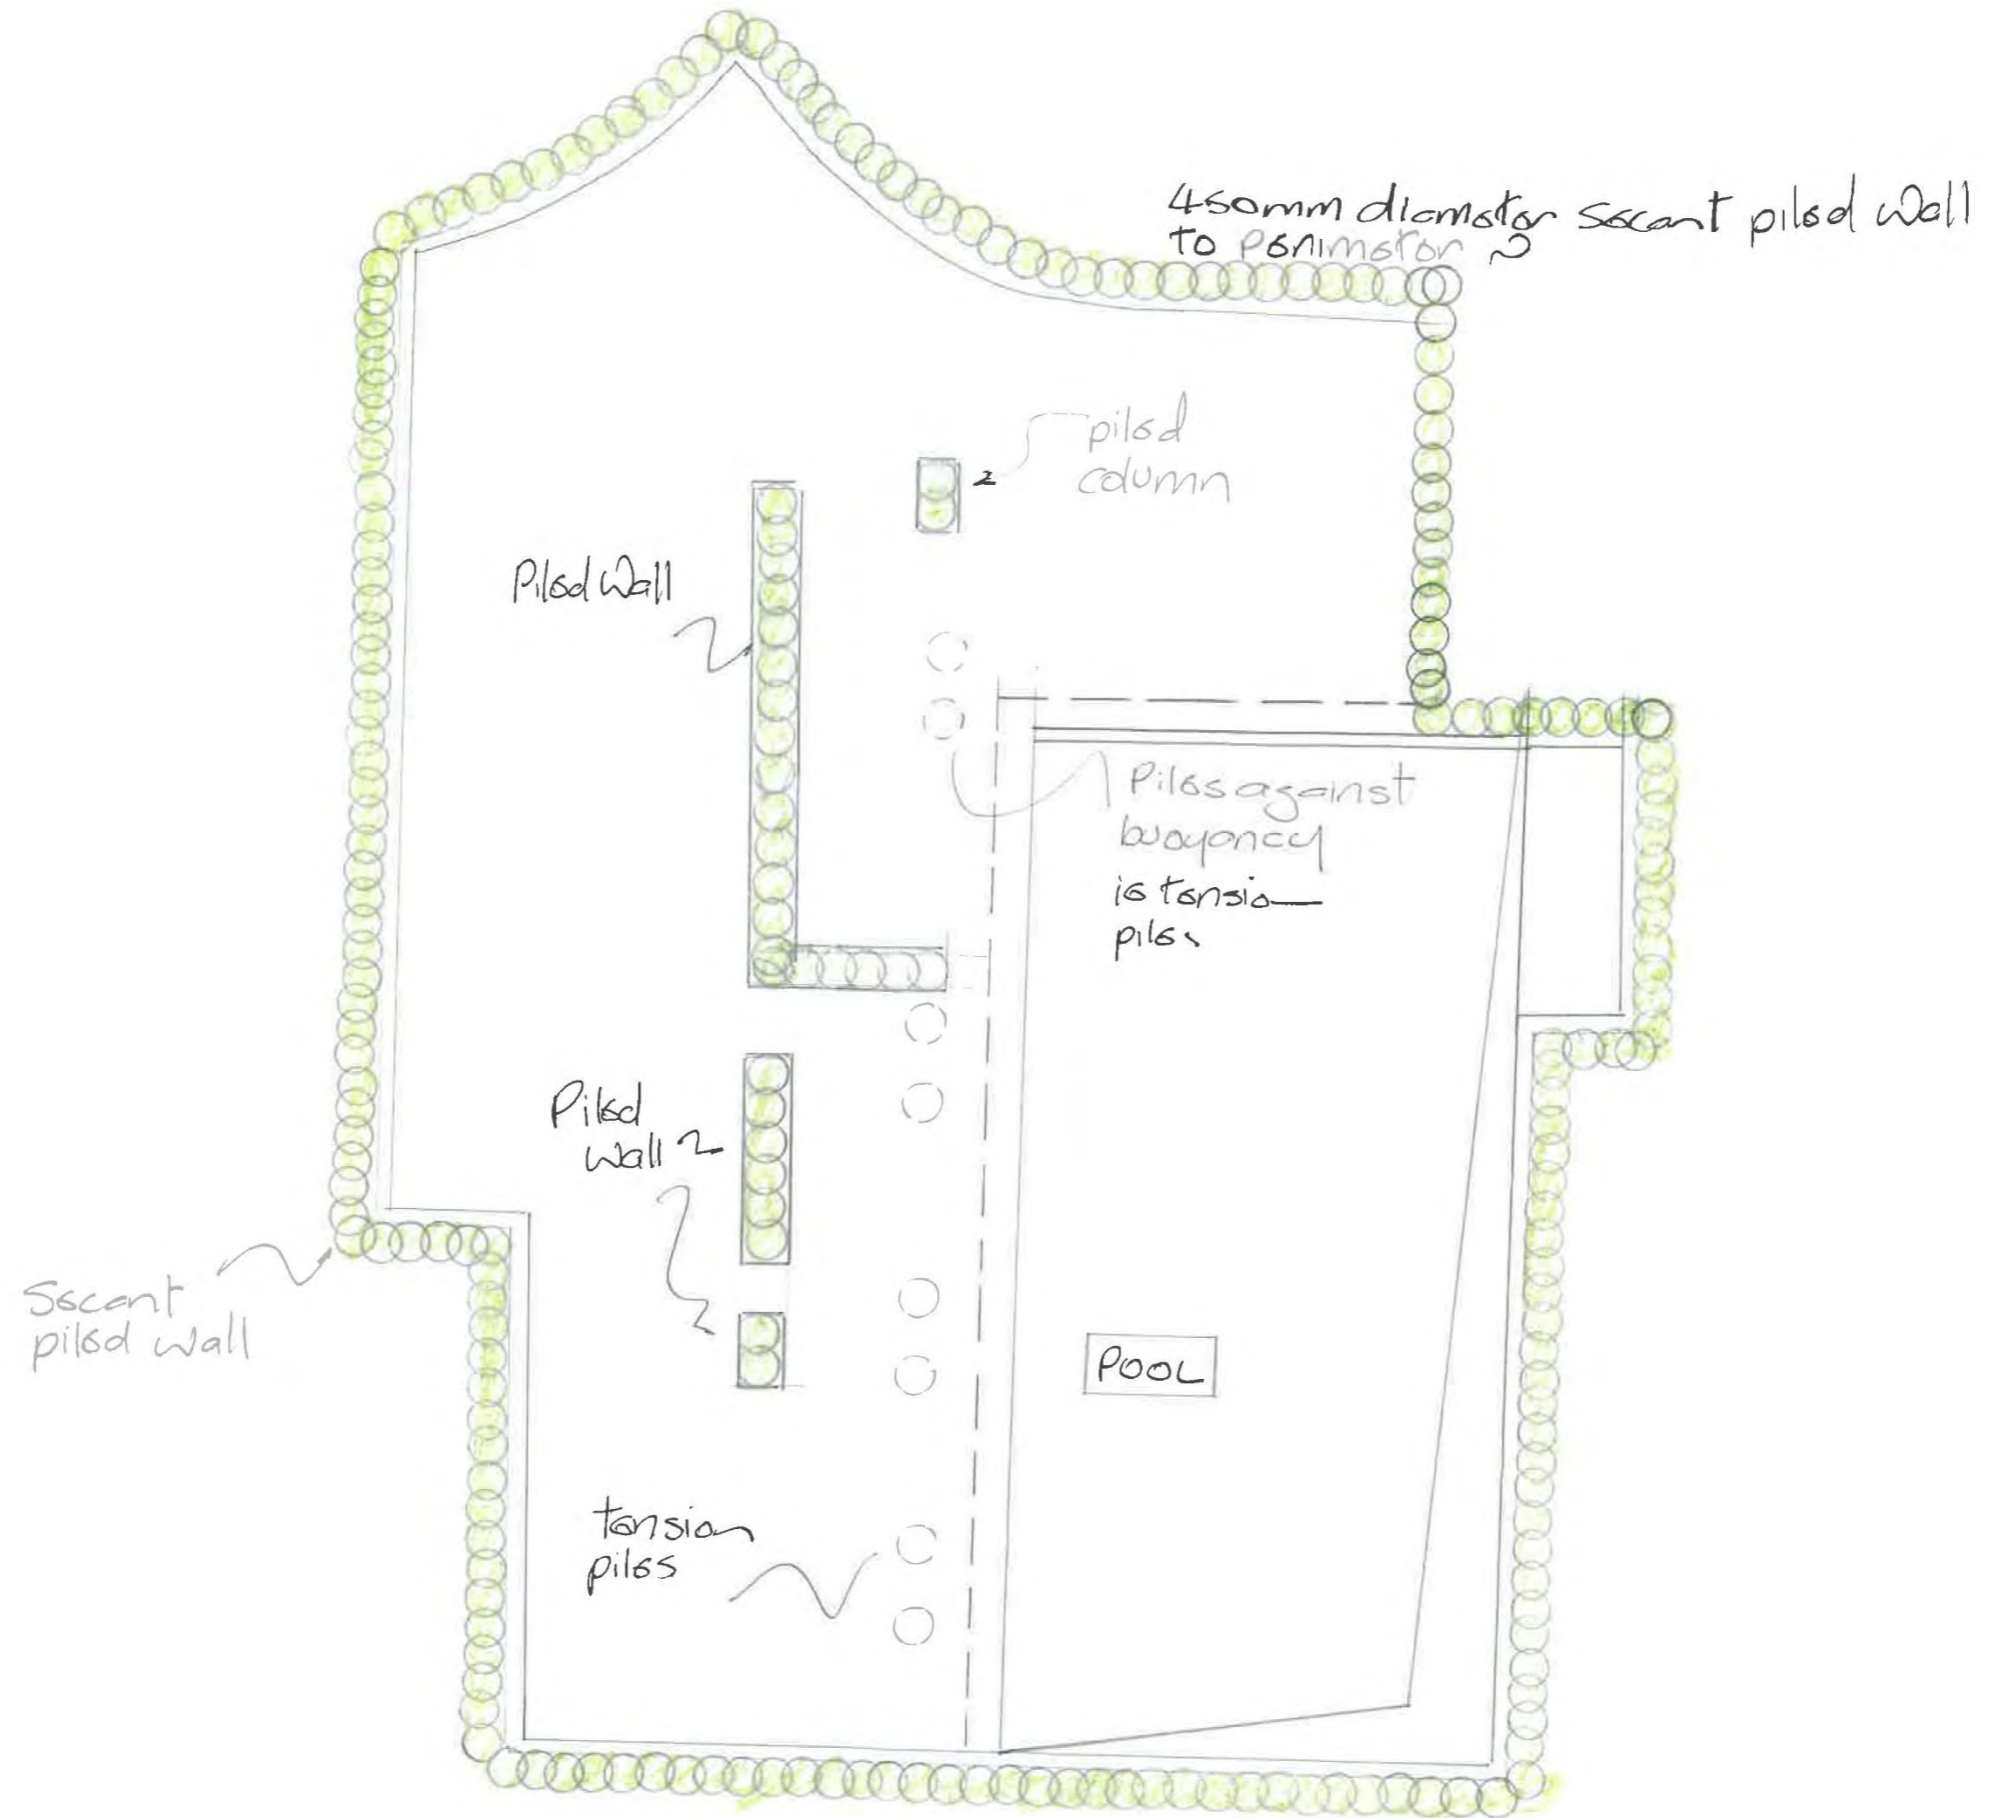 450mm diameter secant piled wall
to perimeter
piled
column
Piled Wall
Piles against
buoyancy
ie tension
piles
Piled
Wall
Secant
piled wall
POOL
tension
piles